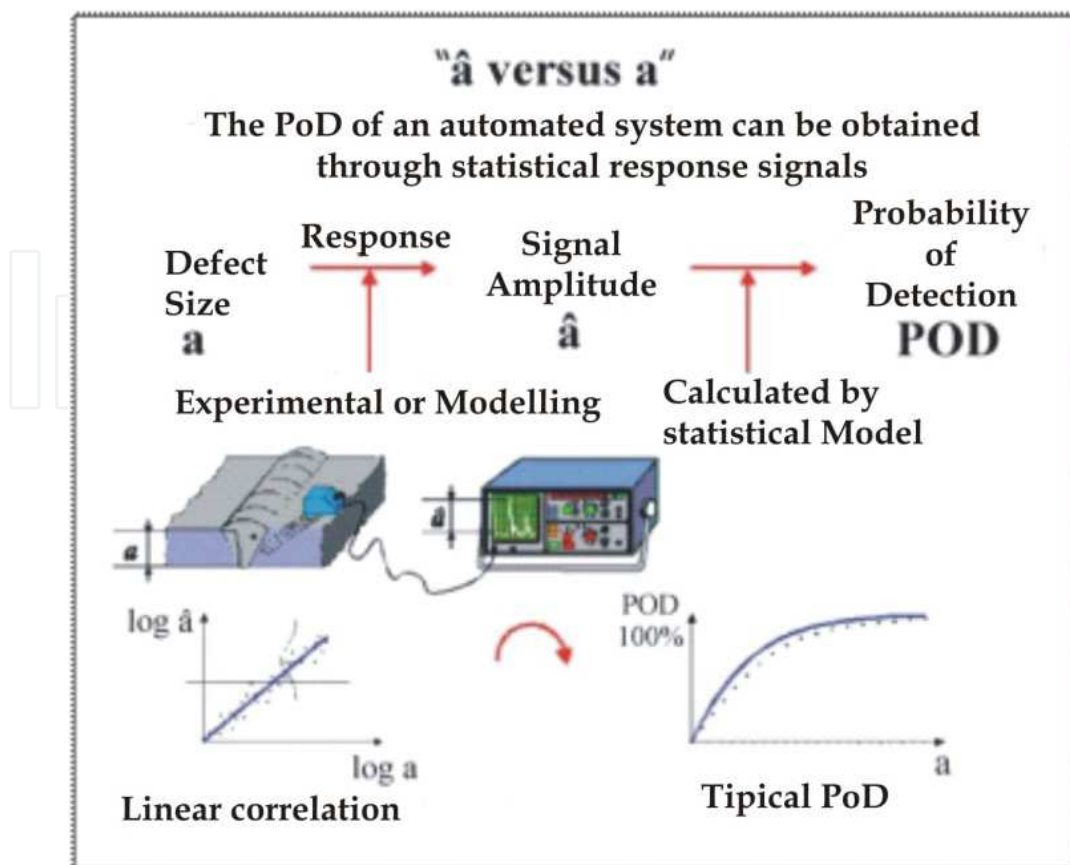 "â versus a"
The PoD of an automated system can be obtained
through statistical response signals
Defect
Size
a
Response
Signal
Amplitude
â
Probability
of
Detection
POD
Experimental or Modelling
Calculated by
statistical Model
a
â
log â
log a
Linear correlation
POD
100%
a
Tipical PoD